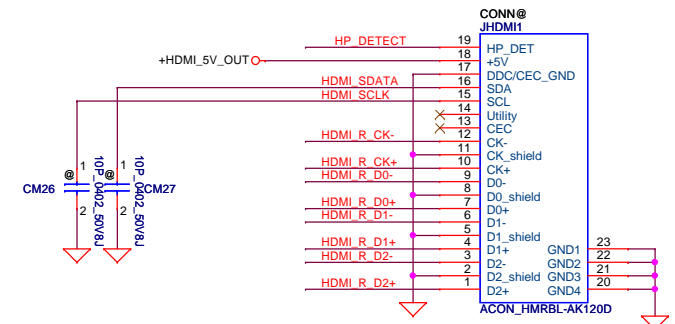 CONN@
JHDMI1
HP_DETECT 19 HP_DET
+HDMI_5V_OUT 18 +5V
17 DDC/CEC_GND
HDMI_SDATA 16 SDA
HDMI_SCLK 15 SCL
14 Utility
13 CEC
HDMI_R_CK- 12 CK-
11 CK_shield
HDMI_R_CK+ 10 CK+
HDMI_R_D0- 9 D0-
8 D0_shield
HDMI_R_D0+ 7 D0+
HDMI_R_D1- 6 D1-
5 D1_shield
HDMI_R_D1+ 4 D1+ GND1 23
HDMI_R_D2- 3 D2- GND2 22
2 D2_shield GND3 21
HDMI_R_D2+ 1 D2+ GND4 20
ACON_HMRBL-AK120D
CM26
@
1
2
10P_0402_50V8J
CM27
@
1
2
10P_0402_50V8J